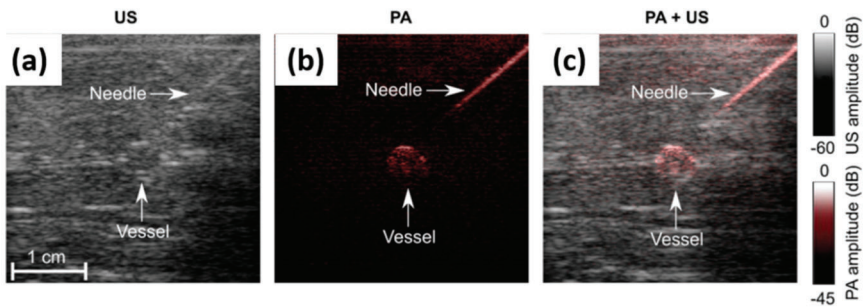 US
PA
PA + US
(a)
Needle
Vessel
1 cm
(b)
Needle
Vessel
(c)
Needle
Vessel
0
US amplitude (dB)
-60
0
PA amplitude (dB)
-45